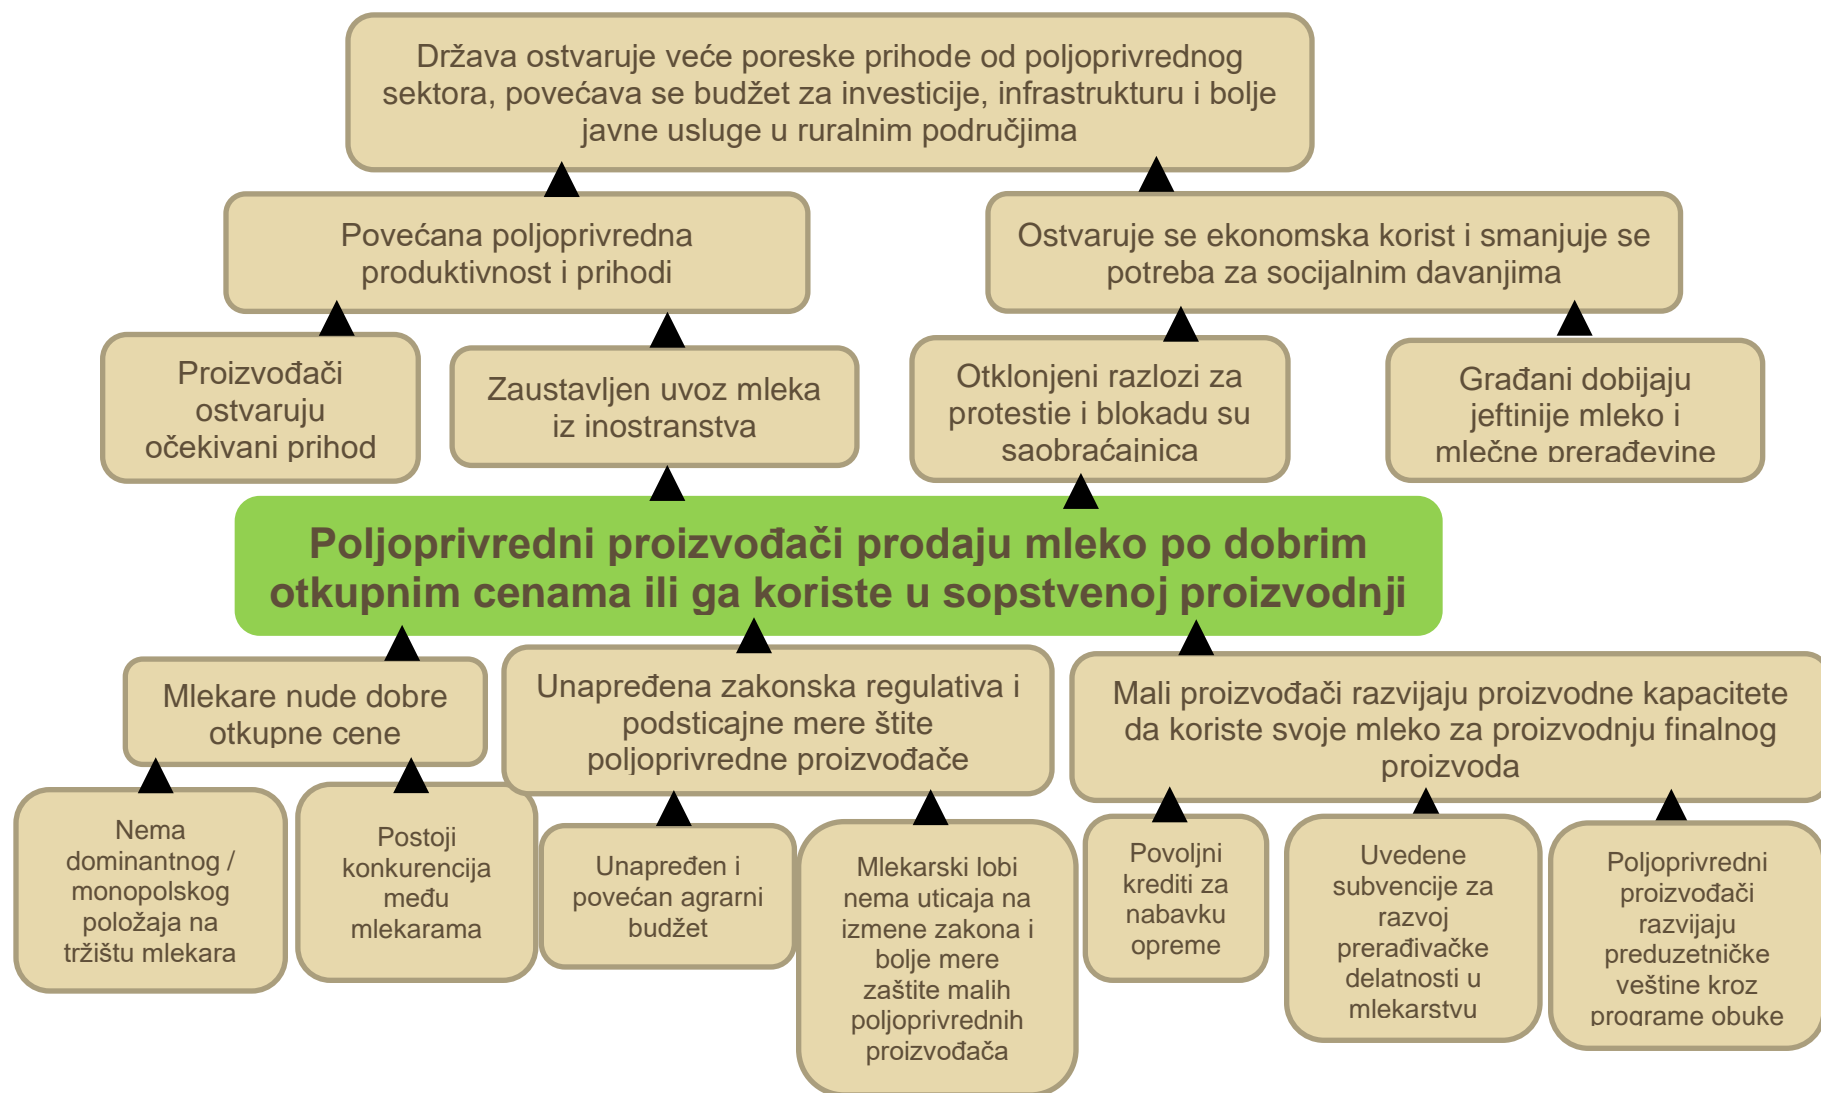 Država ostvaruje veće poreske prihode od poljoprivrednog
sektora, povećava se budžet za investicije, infrastrukturu i bolje
javne usluge u ruralnim područjima
Povećana poljoprivredna
produktivnost i prihodi
Ostvaruje se ekonomska korist i smanjuje se
potreba za socijalnim davanjima
Proizvođači
ostvaruju
očekivani prihod
Zaustavljen uvoz mleka
iz inostranstva
Otklonjeni razlozi za
protestie i blokadu su
saobraćajnica
Građani dobijaju
jeftinije mleko i
mlečne prerađevine
Poljoprivredni proizvođači prodaju mleko po dobrim
otkupnim cenama ili ga koriste u sopstvenoj proizvodnji
Mlekare nude dobre
otkupne cene
Unapređena zakonska regulativa i
podsticajne mere štite
poljoprivredne proizvođače
Mali proizvođači razvijaju proizvodne kapacitete
da koriste svoje mleko za proizvodnju finalnog
proizvoda
Nema
dominantnog /
monopolskog
položaja na
tržištu mlekara
Postoji
konkurencija
među
mlekarama
Unapređen i
povećan agrarni
budžet
Mlekarski lobi
nema uticaja na
izmene zakona i
bolje mere
zaštite malih
poljoprivrednih
proizvođača
Povoljni
krediti za
nabavku
opreme
Uvedene
subvencije za
razvoj
prerađivačke
delatnosti u
mlekarstvu
Poljoprivredni
proizvođači
razvijaju
preduzetničke
veštine kroz
programe obuke